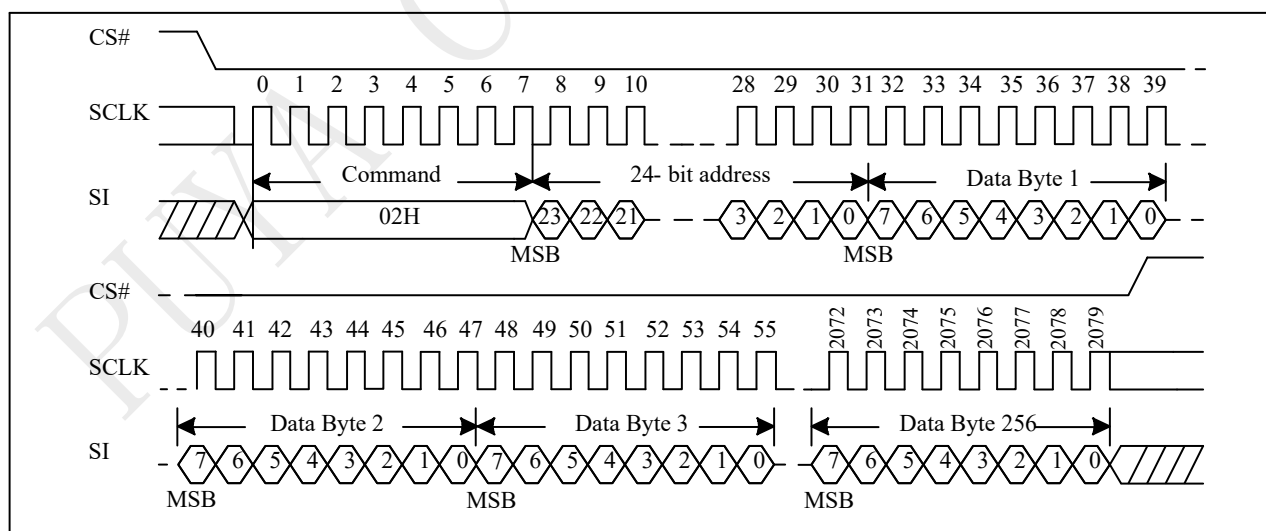 CS#
0 1 2 3 4 5 6 7 8 9 10 28 29 30 31 32 33 34 35 36 37 38 39
SCLK
Command 24- bit address Data Byte 1
SI
02H 23 22 21 3 2 1 0 7 6 5 4 3 2 1 0
MSB MSB
CS#
40 41 42 43 44 45 46 47 48 49 50 51 52 53 54 55 2072 2073 2074 2075 2076 2077 2078 2079
SCLK
Data Byte 2 Data Byte 3 Data Byte 256
SI
7 6 5 4 3 2 1 0 7 6 5 4 3 2 1 0 7 6 5 4 3 2 1 0
MSB MSB MSB
PUYA